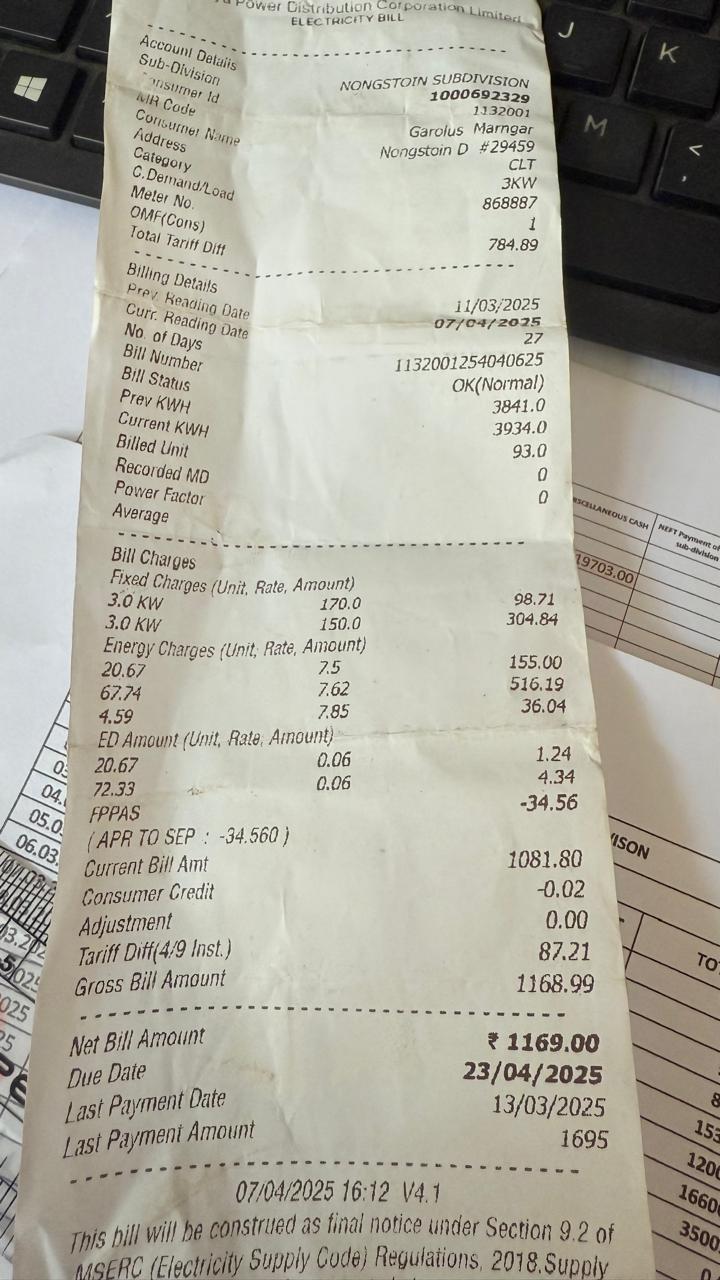 Power Distribution Corporation Limited
ELECTRICITY BILL
Account Details
Sub-Division NONGSTOIN SUBDIVISION
Consumer Id 1000692329
MR Code 1132001
Consumer Name Garolus Marngar
Address Nongstoin D #29459
Category CLT
C.Demand/Load 3KW
Meter No. 868887
OMF(Cons) 1
Total Tariff Diff 784.89
Billing Details
Prev. Reading Date 11/03/2025
Curr. Reading Date 07/04/2025
No. of Days 27
Bill Number 1132001254040625
Bill Status OK(Normal)
Prev KWH 3841.0
Current KWH 3934.0
Billed Unit 93.0
Recorded MD 0
Power Factor 0
Average
Bill Charges
Fixed Charges (Unit, Rate, Amount)
3.0 KW 170.0 98.71
3.0 KW 150.0 304.84
Energy Charges (Unit, Rate, Amount)
20.67 7.5 155.00
67.74 7.62 516.19
4.59 7.85 36.04
ED Amount (Unit, Rate, Amount)
20.67 0.06 1.24
72.33 0.06 4.34
FPPAS -34.56
( APR TO SEP : -34.560 )
Current Bill Amt 1081.80
Consumer Credit -0.02
Adjustment 0.00
Tariff Diff(4/9 Inst.) 87.21
Gross Bill Amount 1168.99
Net Bill Amount ₹ 1169.00
Due Date 23/04/2025
Last Payment Date 13/03/2025
Last Payment Amount 1695
07/04/2025 16:12 V4.1
This bill will be construed as final notice under Section 9.2 of
MSERC (Electricity Supply Code) Regulations, 2018.Supply
J
K
M
<
,
CASH
NEFT Payment of
sub-division
19703.00